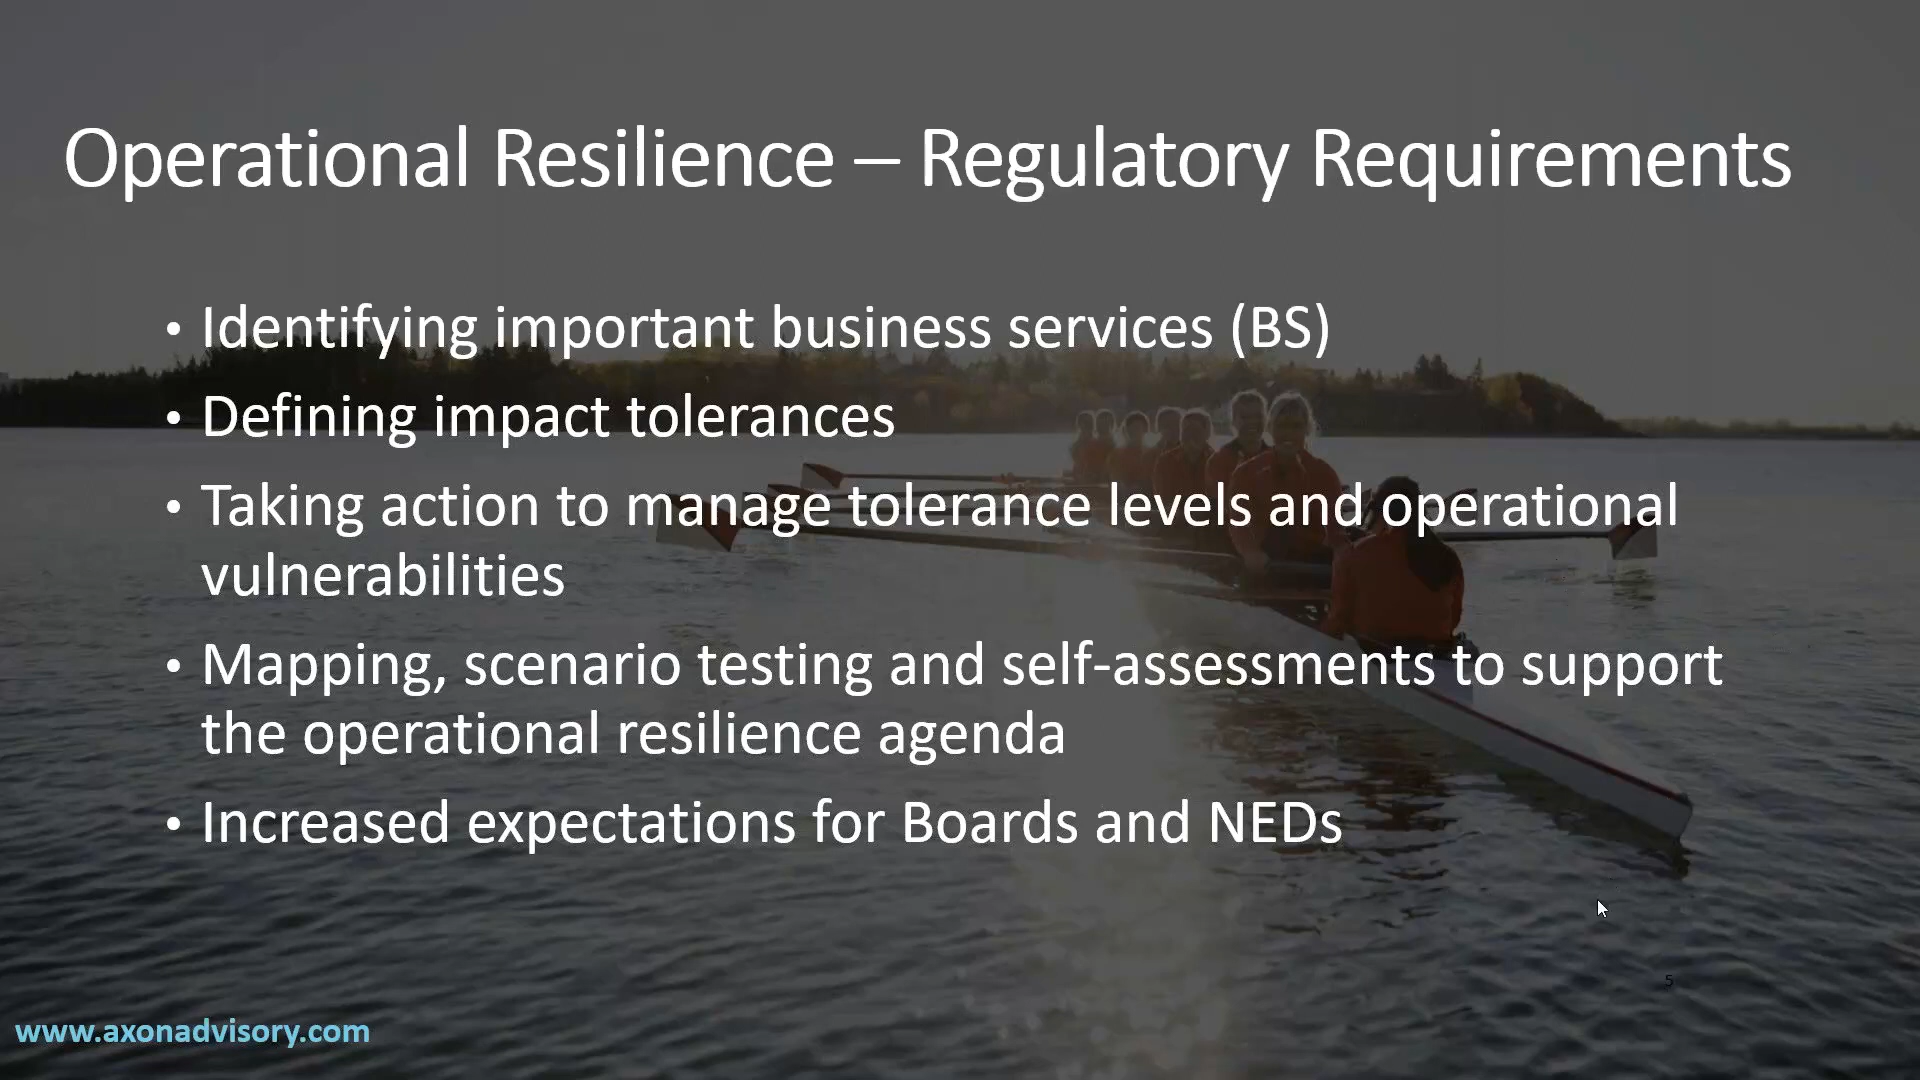 Operational Resilience – Regulatory Requirements
• Identifying important business services (BS)
• Defining impact tolerances
• Taking action to manage tolerance levels and operational
vulnerabilities
• Mapping, scenario testing and self-assessments to support
the operational resilience agenda
• Increased expectations for Boards and NEDs
5
www.axonadvisory.com